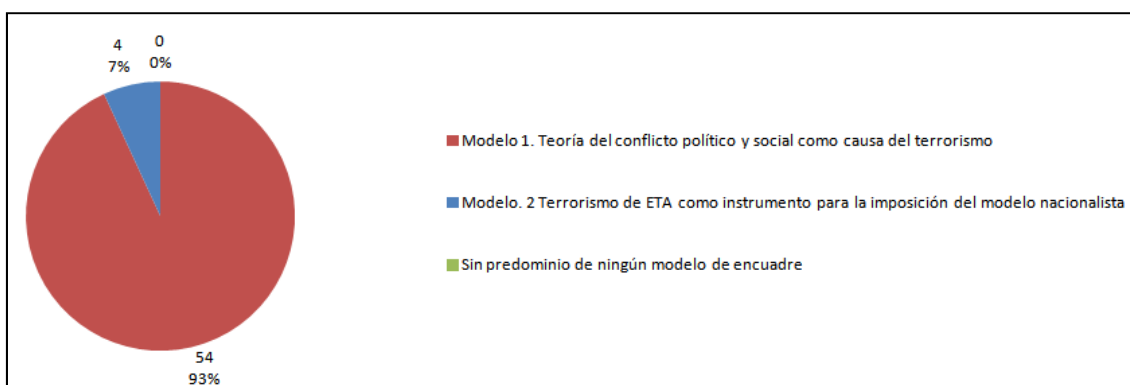 4
7%
0
0%
Modelo 1. Teoría del conflicto político y social como causa del terrorismo
Modelo. 2 Terrorismo de ETA como instrumento para la imposición del modelo nacionalista
Sin predominio de ningún modelo de encuadre
54
93%